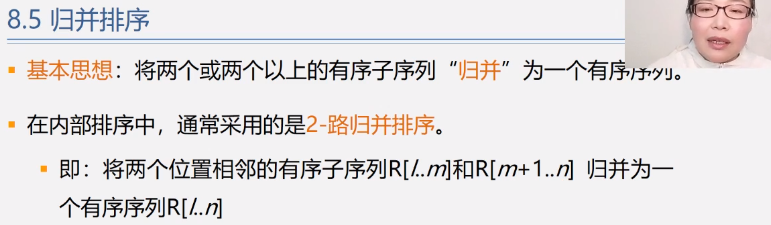 8.5 归并排序
基本思想：将两个或两个以上的有序子序列“归并”为一个有序序列。
在内部排序中，通常采用的是2-路归并排序。
即：将两个位置相邻的有序子序列R[l..m]和R[m+1..n] 归并为一
个有序序列R[l..n]